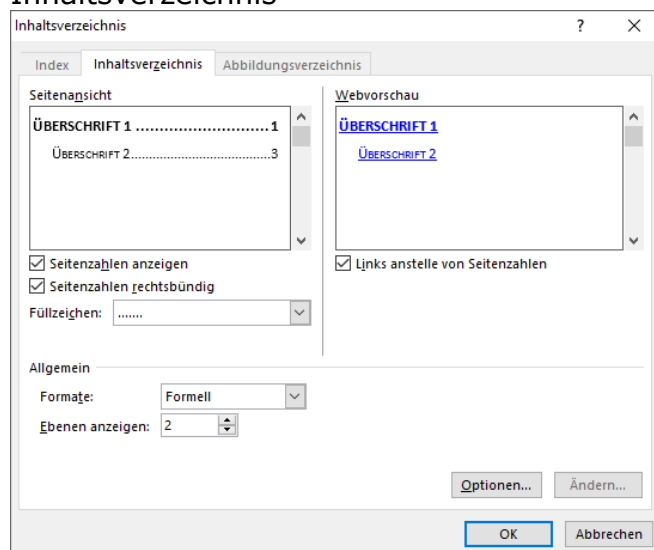 Inhaltsverzeichnis
Inhaltsverzeichnis ? X
Index Inhaltsverzeichnis Abbildungsverzeichnis
Seitenansicht
ÜBERSCHRIFT 1 ............................ 1
ÜBERSCHRIFT 2.......................................3
Webvorschau
ÜBERSCHRIFT 1
ÜBERSCHRIFT 2
Seitenzahlen anzeigen
Seitenzahlen rechtsbündig
Füllzeichen: .......
Links anstelle von Seitenzahlen
Allgemein
Formate: Formell
Ebenen anzeigen: 2
Optionen... Ändern...
OK Abbrechen